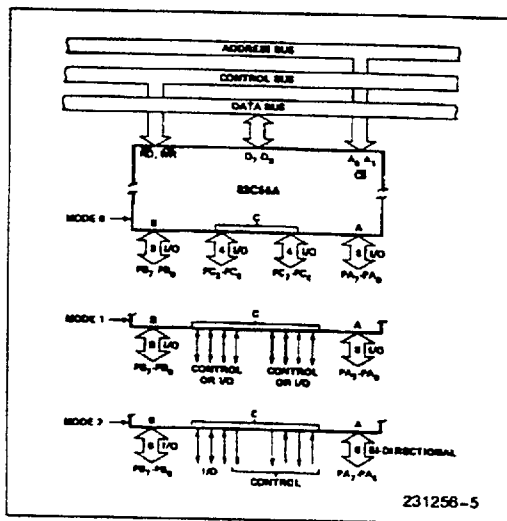 ADDRESS BUS
CONTROL BUS
DATA BUS
RD, WR
D7-D0
A0, A1
CS
82C55A
MODE 0
B
C
A
8 I/O
4 I/O
4 I/O
8 I/O
PB7-PB0
PC3-PC0
PC7-PC4
PA7-PA0
MODE 1
B
C
A
8 I/O
8 I/O
PB7-PB0
CONTROL
OR I/O
CONTROL
OR I/O
PA7-PA0
MODE 2
B
C
A
8 I/O
BI-DIRECTIONAL
PB7-PB0
I/O
CONTROL
PA7-PA0
231256-5